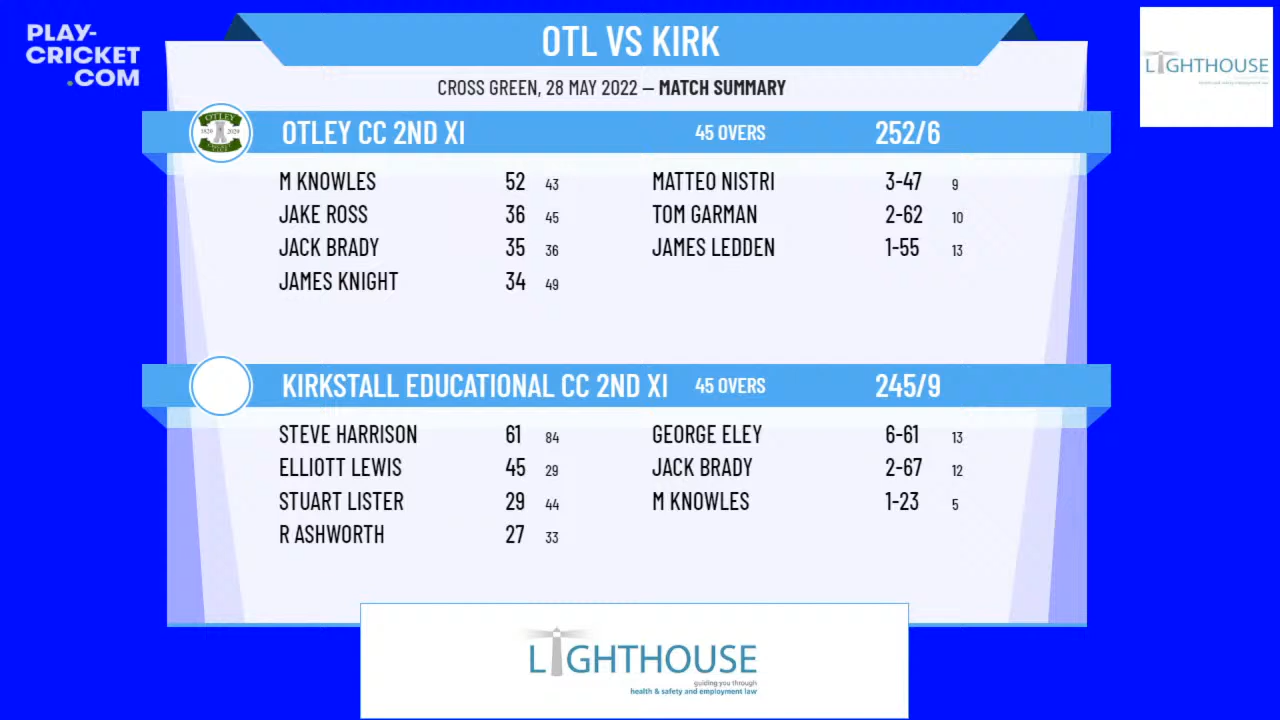 PLAY-
CRICKET
.COM
OTL VS KIRK
LIGHTHOUSE
CROSS GREEN, 28 MAY 2022 – MATCH SUMMARY
OTLEY
OTLEY CC 2ND XI 45 OVERS 252/6
M KNOWLES 52 43 MATTEO NISTRI 3-47 9
JAKE ROSS 36 45 TOM GARMAN 2-62 10
JACK BRADY 35 36 JAMES LEDDEN 1-55 13
JAMES KNIGHT 34 49
KIRKSTALL EDUCATIONAL CC 2ND XI 45 OVERS 245/9
STEVE HARRISON 61 84 GEORGE ELEY 6-61 13
ELLIOTT LEWIS 45 29 JACK BRADY 2-67 12
STUART LISTER 29 44 M KNOWLES 1-23 5
R ASHWORTH 27 33
LIGHTHOUSE
guiding you through
health & safety and employment law